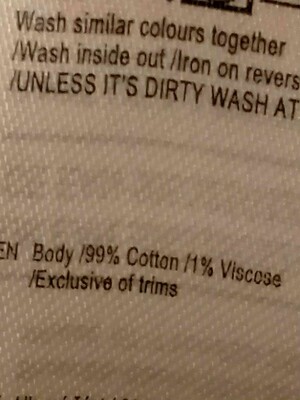 Wash similar colours together
/Wash inside out /Iron on revers
/UNLESS IT'S DIRTY WASH AT
EN Body /99% Cotton /1% Viscose
/Exclusive of trims